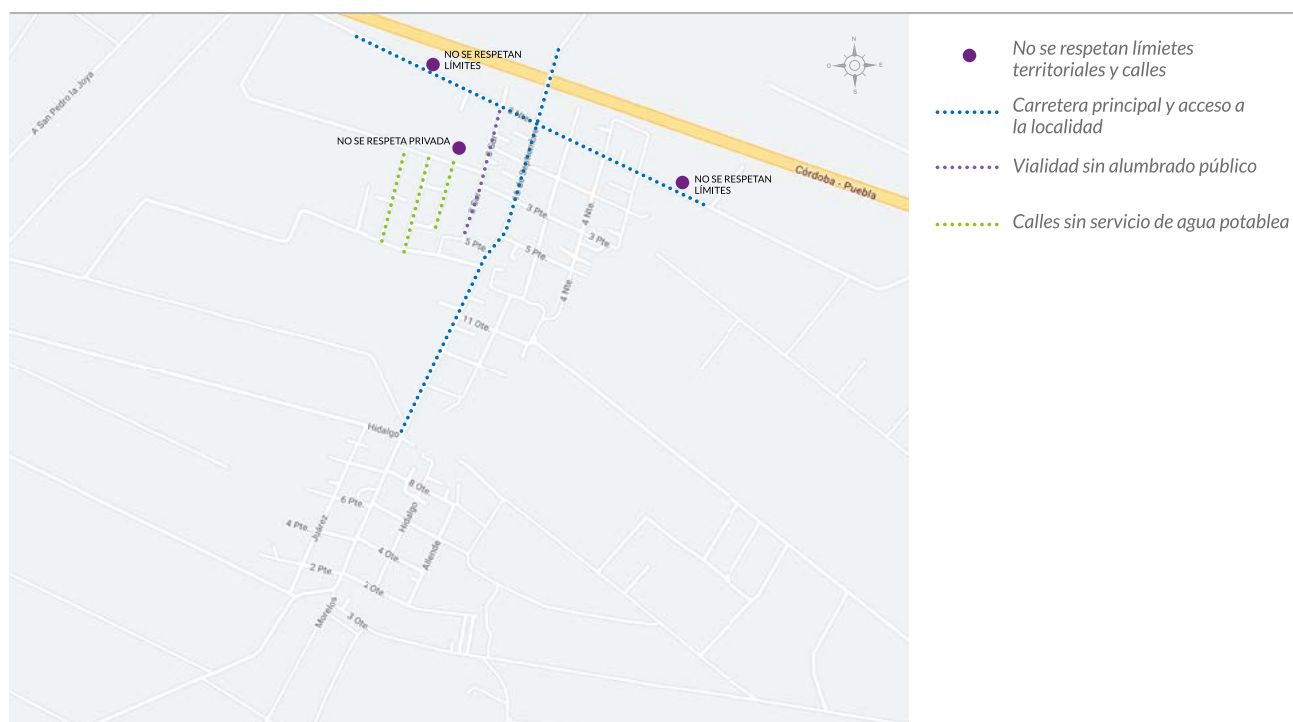 NO SE RESPETAN
LÍMITES
N
O
E
S
No se respetan límietes
territoriales y calles
Carretera principal y acceso a
la localidad
Vialidad sin alumbrado público
Calles sin servicio de agua potablea
A San Pedro la Joya
NO SE RESPETA PRIVADA
NO SE RESPETAN
LÍMITES
Córdoba - Puebla
3 Pte.
4 Nte.
3 Pte.
5 Pte.
5 Pte.
4 Nte.
11 Ote.
Hidalgo
8 Ote.
6 Pte.
Hidalgo
4 Pte.
Juárez
4 Ote.
Allende
2 Pte.
2 Ote.
Morelos
3 Ote.